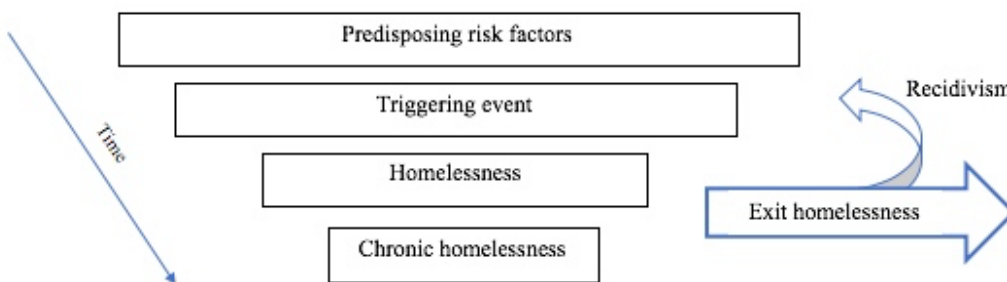 Predisposing risk factors
Triggering event
Recidivism
Time
Homelessness
Exit homelessness
Chronic homelessness